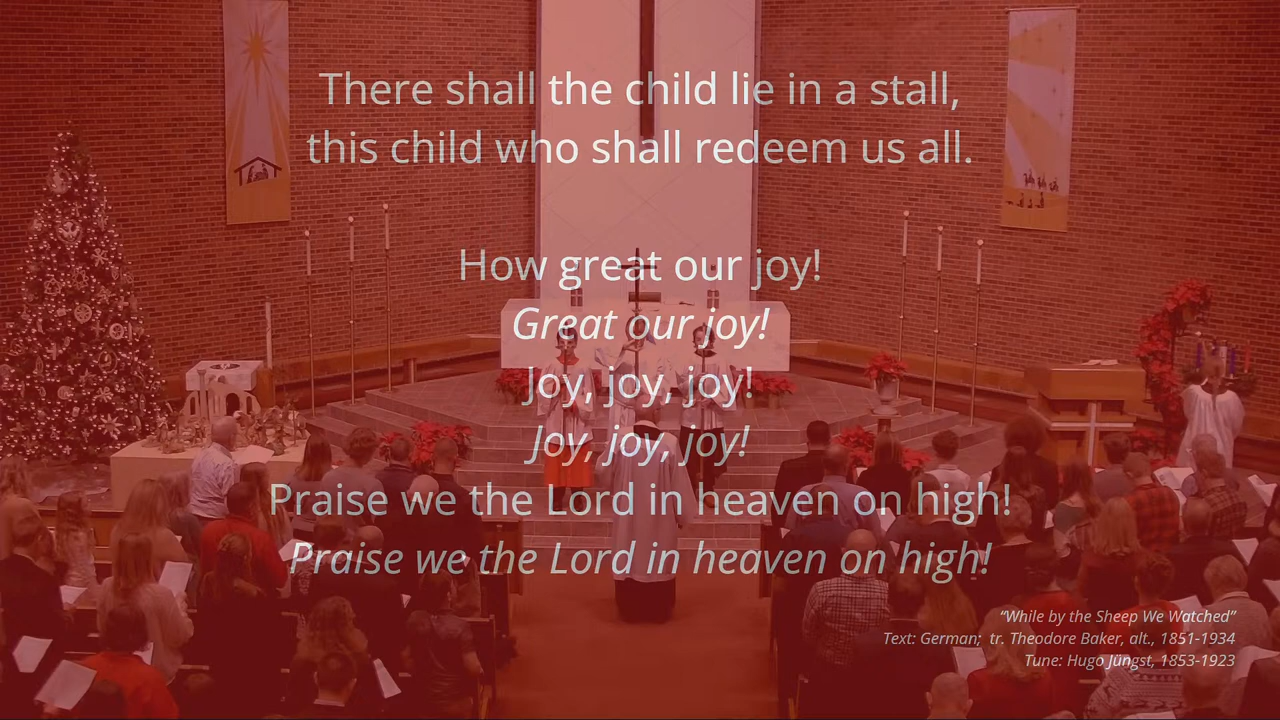 There shall the child lie in a stall,
this child who shall redeem us all.
How great our joy!
Great our joy!
Joy, joy, joy!
Joy, joy, joy!
Praise we the Lord in heaven on high!
Praise we the Lord in heaven on high!
“While by the Sheep We Watched”
Text: German;  tr. Theodore Baker, alt., 1851-1934
Tune: Hugo Jüngst, 1853-1923